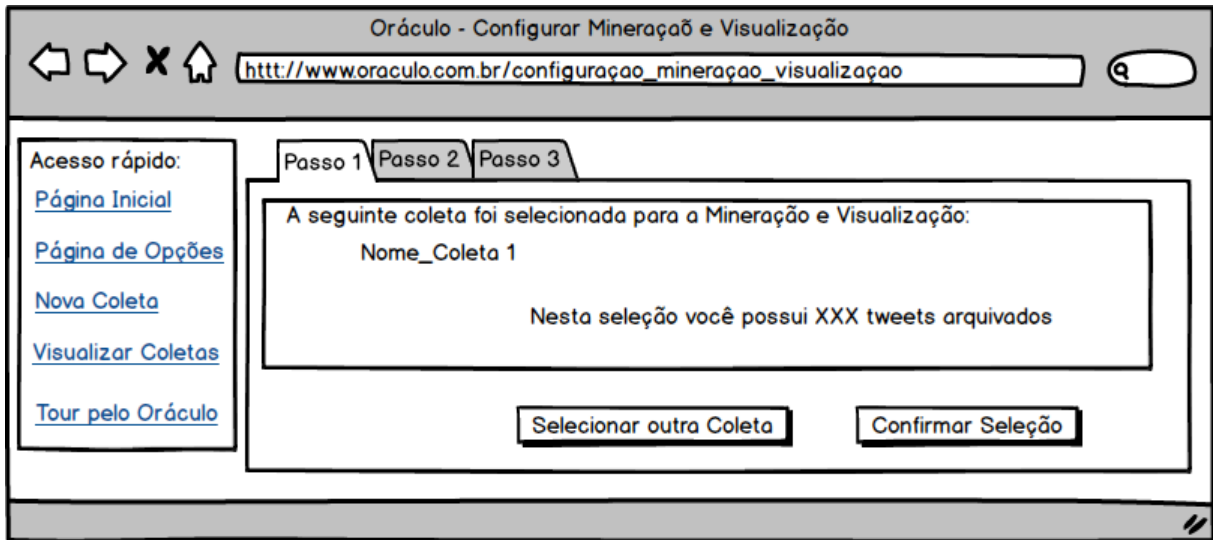 Oráculo - Configurar Mineraçaõ e Visualização
httt://www.oraculo.com.br/configuraçao_mineraçao_visualizaçao
Acesso rápido:
Página Inicial
Página de Opções
Nova Coleta
Visualizar Coletas
Tour pelo Oráculo
Passo 1 Passo 2 Passo 3
A seguinte coleta foi selecionada para a Mineração e Visualização:
Nome_Coleta 1
Nesta seleção você possui XXX tweets arquivados
Selecionar outra Coleta Confirmar Seleção